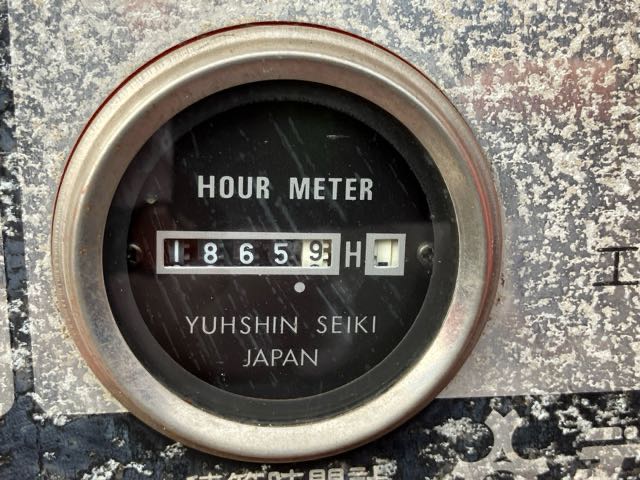 HOUR METER
18659 H
YUHSHIN SEIKI
JAPAN